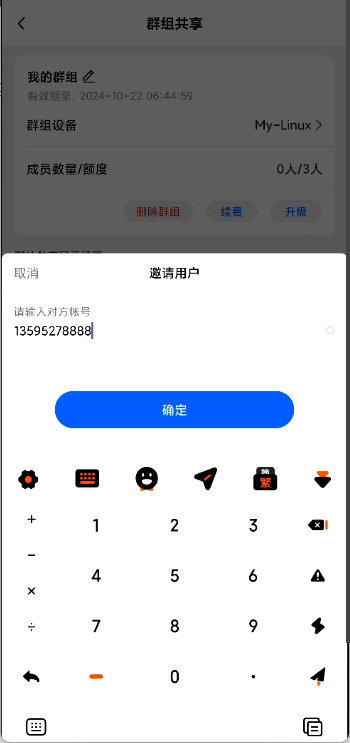 群组共享
我的群组
有效期至：2024-10-22 06:44:59
群组设备 My-Linux
成员数量/额度 0人/3人
删除群组 续费 升级
取消 邀请用户
请输入对方帐号
13595278888
确定
简
繁
+ 1 2 3
-
4 5 6
×
÷ 7 8 9
0 .